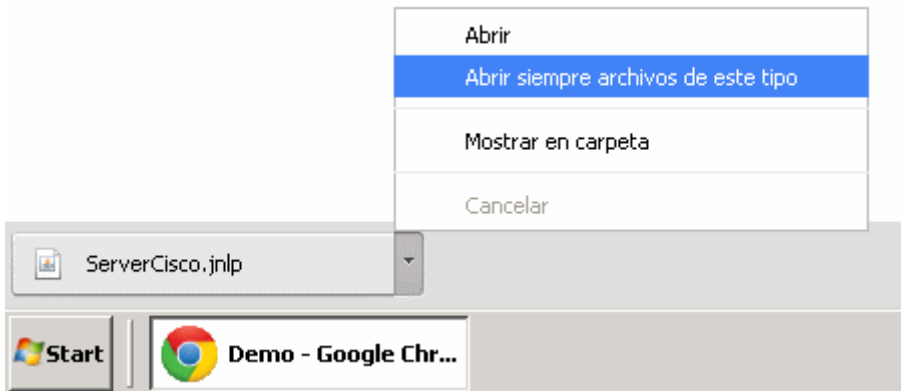 Abrir
Abrir siempre archivos de este tipo
Mostrar en carpeta
Cancelar
ServerCisco.jnlp
Start
Demo - Google Chr...